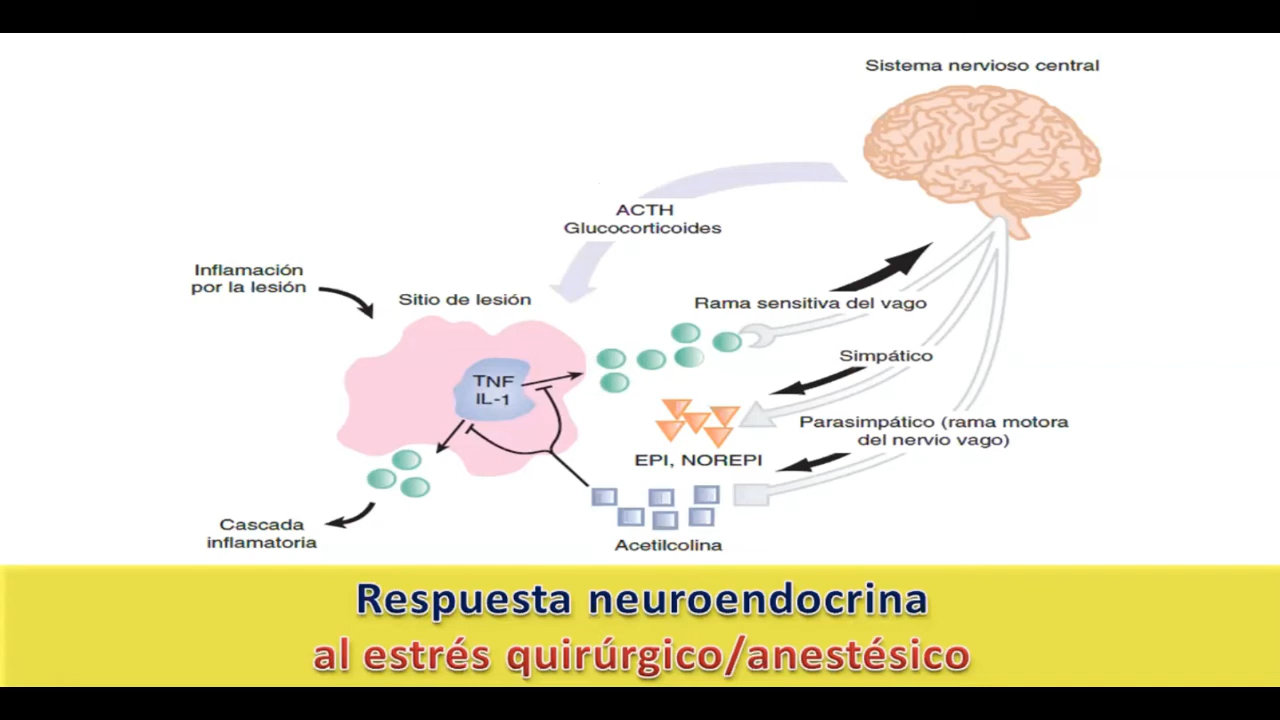 Sistema nervioso central
ACTH
Glucocorticoides
Inflamación
por la lesión
Sitio de lesión
Rama sensitiva del vago
TNF
IL-1
Simpático
Parasimpático (rama motora
del nervio vago)
EPI, NOREPI
Cascada
inflamatoria
Acetilcolina
Respuesta neuroendocrina
al estrés quirúrgico/anestésico